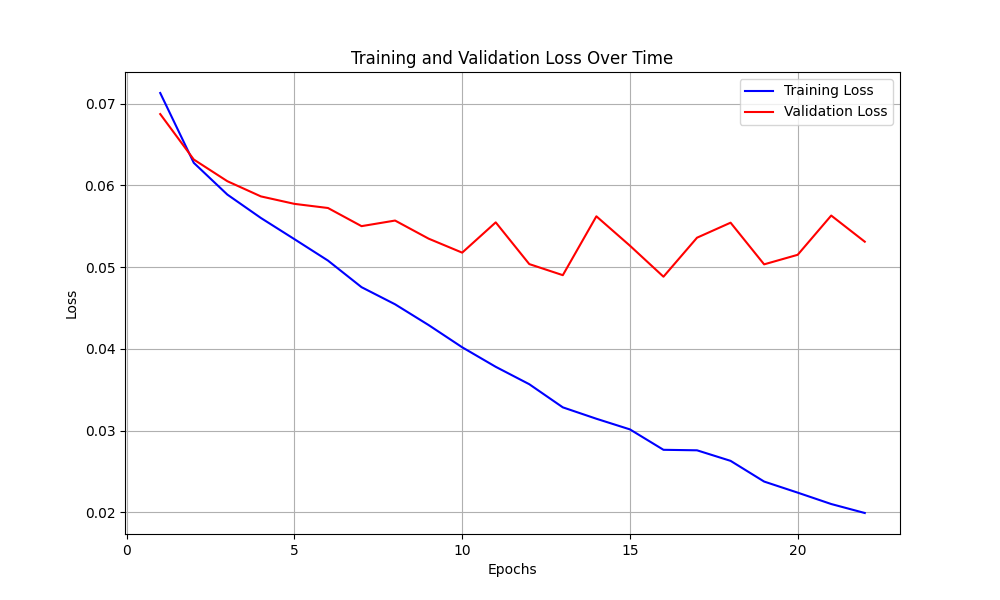 Training and Validation Loss Over Time
Training Loss
Validation Loss
0.07
0.06
0.05
0.04
0.03
0.02
Loss
0
5
10
15
20
Epochs